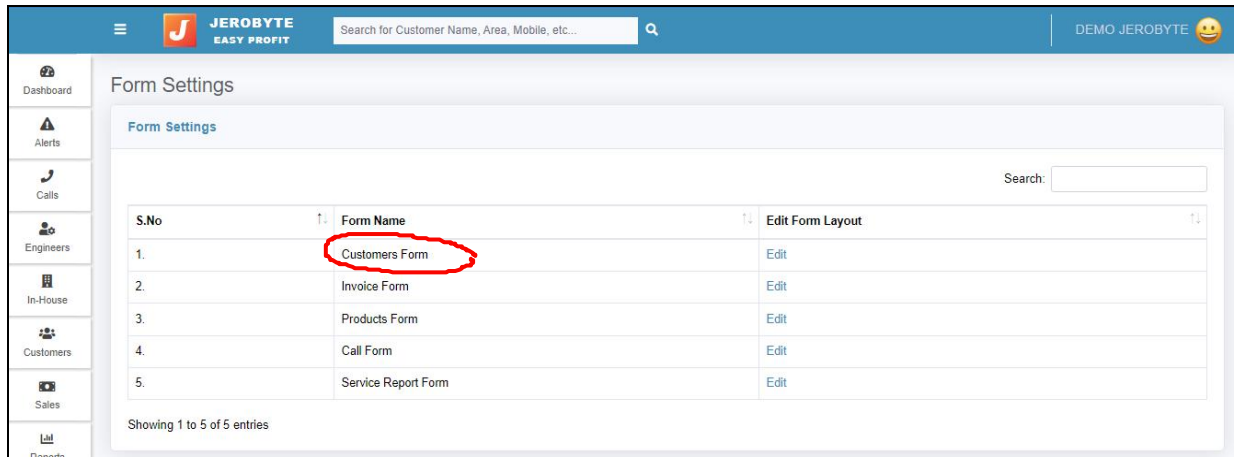 J
JEROBYTE
EASY PROFIT
Search for Customer Name, Area, Mobile, etc...
DEMO JEROBYTE
Dashboard
Alerts
Calls
Engineers
In-House
Customers
Sales
Reports
Form Settings
Form Settings
Search:
S.No Form Name Edit Form Layout
1. Customers Form Edit
2. Invoice Form Edit
3. Products Form Edit
4. Call Form Edit
5. Service Report Form Edit
Showing 1 to 5 of 5 entries